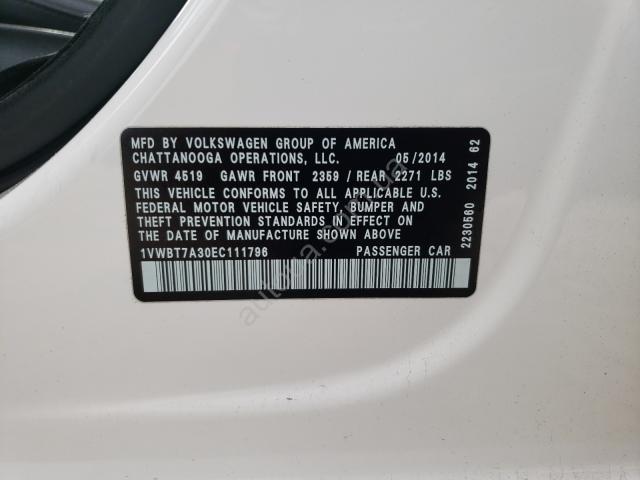 MFD BY VOLKSWAGEN GROUP OF AMERICA
CHATTANOOGA OPERATIONS, LLC. 05/2014
GVWR 4519 GAWR FRONT 2359 / REAR 2271 LBS
THIS VEHICLE CONFORMS TO ALL APPLICABLE U.S.
FEDERAL MOTOR VEHICLE SAFETY, BUMPER AND
THEFT PREVENTION STANDARDS IN EFFECT ON
THE DATE OF MANUFACTURE SHOWN ABOVE
1VWBT7A30EC111796 PASSENGER CAR
2230560 2014 62